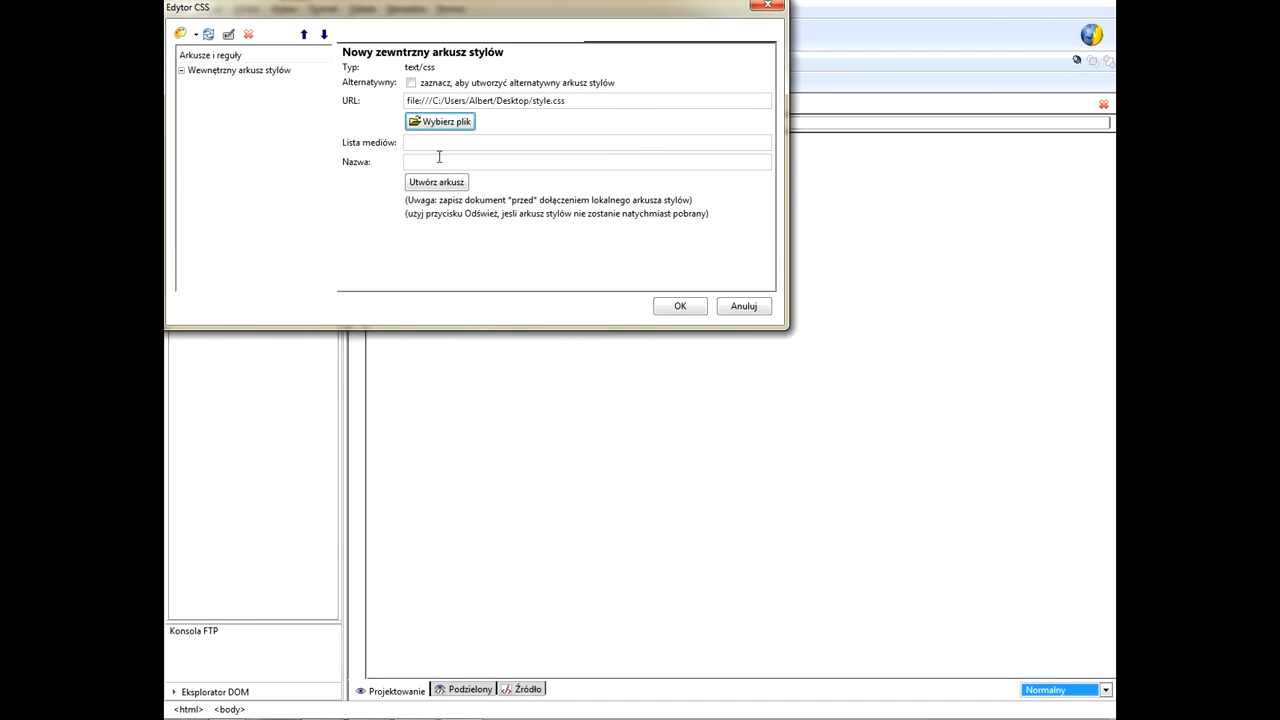 Edytor CSS
Arkusze i reguły
Wewnętrzny arkusz stylów
Nowy zewntrzny arkusz stylów
Typ: text/css
Alternatywny: zaznacz, aby utworzyć alternatywny arkusz stylów
URL: file:///C:/Users/Albert/Desktop/style.css
Wybierz plik
Lista mediów:
Nazwa:
Utwórz arkusz
(Uwaga: zapisz dokument "przed" dołączeniem lokalnego arkusza stylów)
(użyj przycisku Odśwież, jesli arkusz stylów nie zostanie natychmiast pobrany)
OK Anuluj
Konsola FTP
Eksplorator DOM
Projektowanie Podzielony Źródło Normalny
<html> <body>